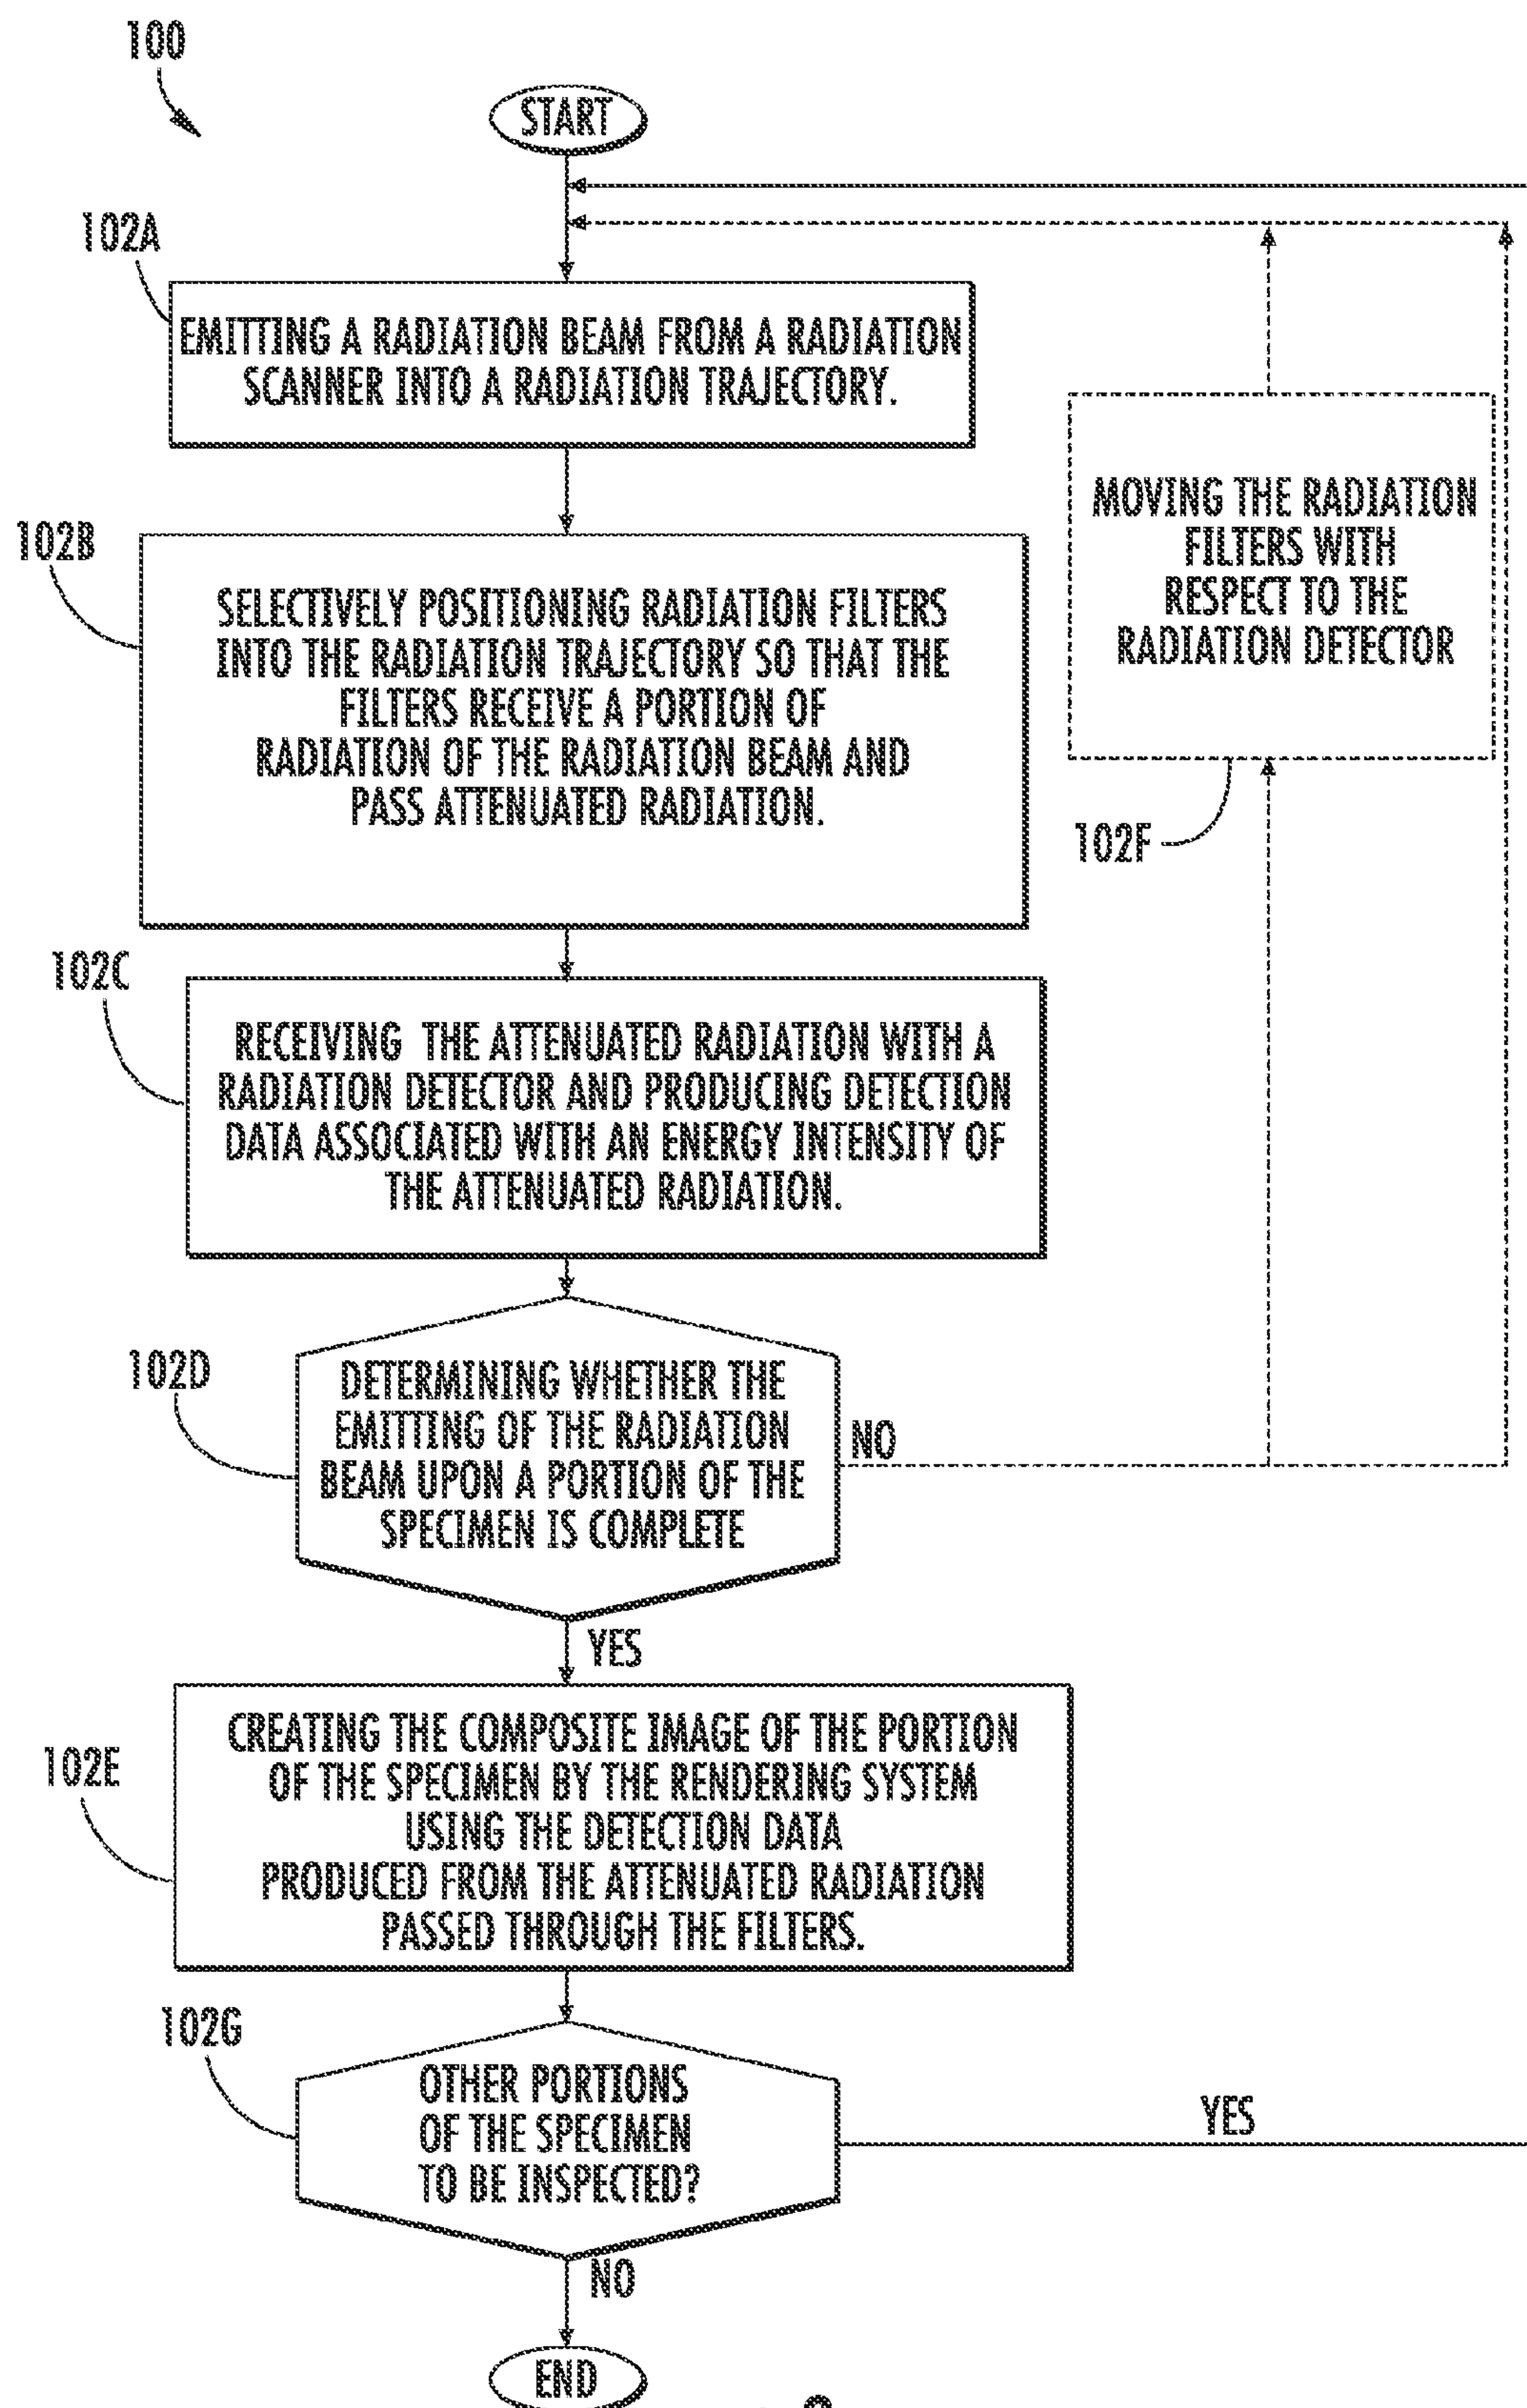 100
START
102A
EMITTING A RADIATION BEAM FROM A RADIATION
SCANNER INTO A RADIATION TRAJECTORY.
102B
SELECTIVELY POSITIONING RADIATION FILTERS
INTO THE RADIATION TRAJECTORY SO THAT THE
FILTERS RECEIVE A PORTION OF
RADIATION OF THE RADIATION BEAM AND
PASS ATTENUATED RADIATION.
MOVING THE RADIATION
FILTERS WITH
RESPECT TO THE
RADIATION DETECTOR
102F
102C
RECEIVING THE ATTENUATED RADIATION WITH A
RADIATION DETECTOR AND PRODUCING DETECTION
DATA ASSOCIATED WITH AN ENERGY INTENSITY OF
THE ATTENUATED RADIATION.
102D
DETERMINING WHETHER THE
EMITTING OF THE RADIATION
BEAM UPON A PORTION OF THE
SPECIMEN IS COMPLETE
NO
YES
102E
CREATING THE COMPOSITE IMAGE OF THE PORTION
OF THE SPECIMEN BY THE RENDERING SYSTEM
USING THE DETECTION DATA
PRODUCED FROM THE ATTENUATED RADIATION
PASSED THROUGH THE FILTERS.
102G
OTHER PORTIONS
OF THE SPECIMEN
TO BE INSPECTED?
YES
NO
END